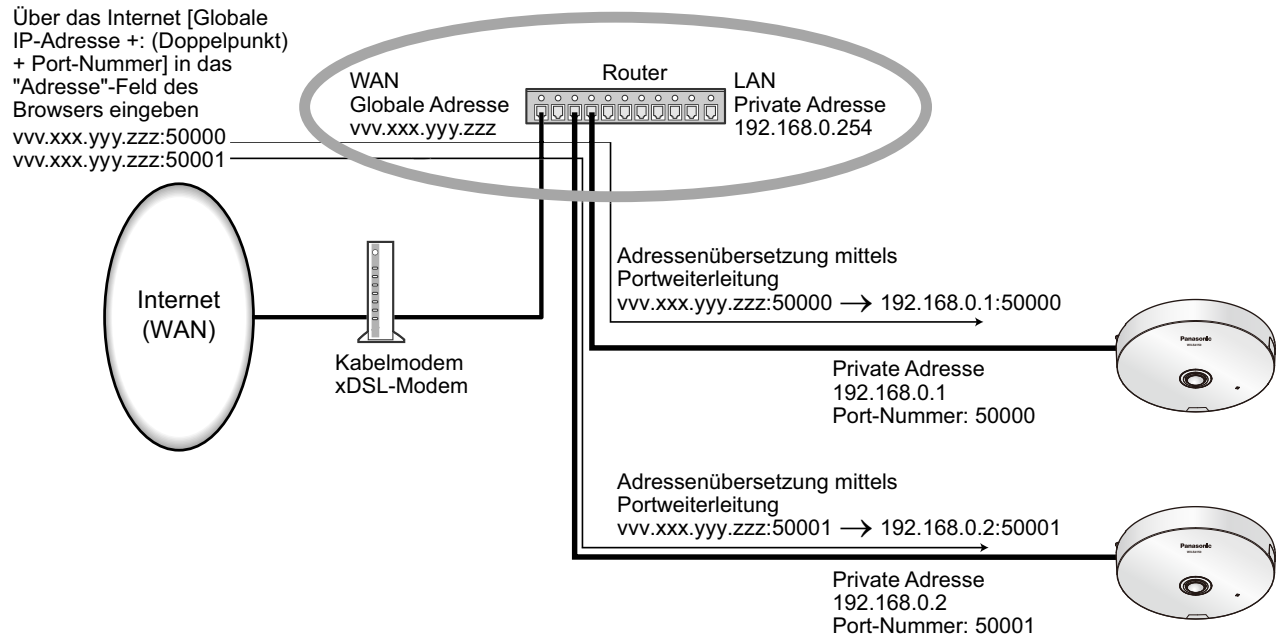 Über das Internet [Globale
IP-Adresse +: (Doppelpunkt)
+ Port-Nummer] in das
"Adresse"-Feld des
Browsers eingeben
vvv.xxx.yyy.zzz:50000
vvv.xxx.yyy.zzz:50001
WAN
Globale Adresse
vvv.xxx.yyy.zzz
Router
LAN
Private Adresse
192.168.0.254
Internet
(WAN)
Kabelmodem
xDSL-Modem
Adressenübersetzung mittels
Portweiterleitung
vvv.xxx.yyy.zzz:50000 → 192.168.0.1:50000
Panasonic
Private Adresse
192.168.0.1
Port-Nummer: 50000
Adressenübersetzung mittels
Portweiterleitung
vvv.xxx.yyy.zzz:50001 → 192.168.0.2:50001
Panasonic
Private Adresse
192.168.0.2
Port-Nummer: 50001